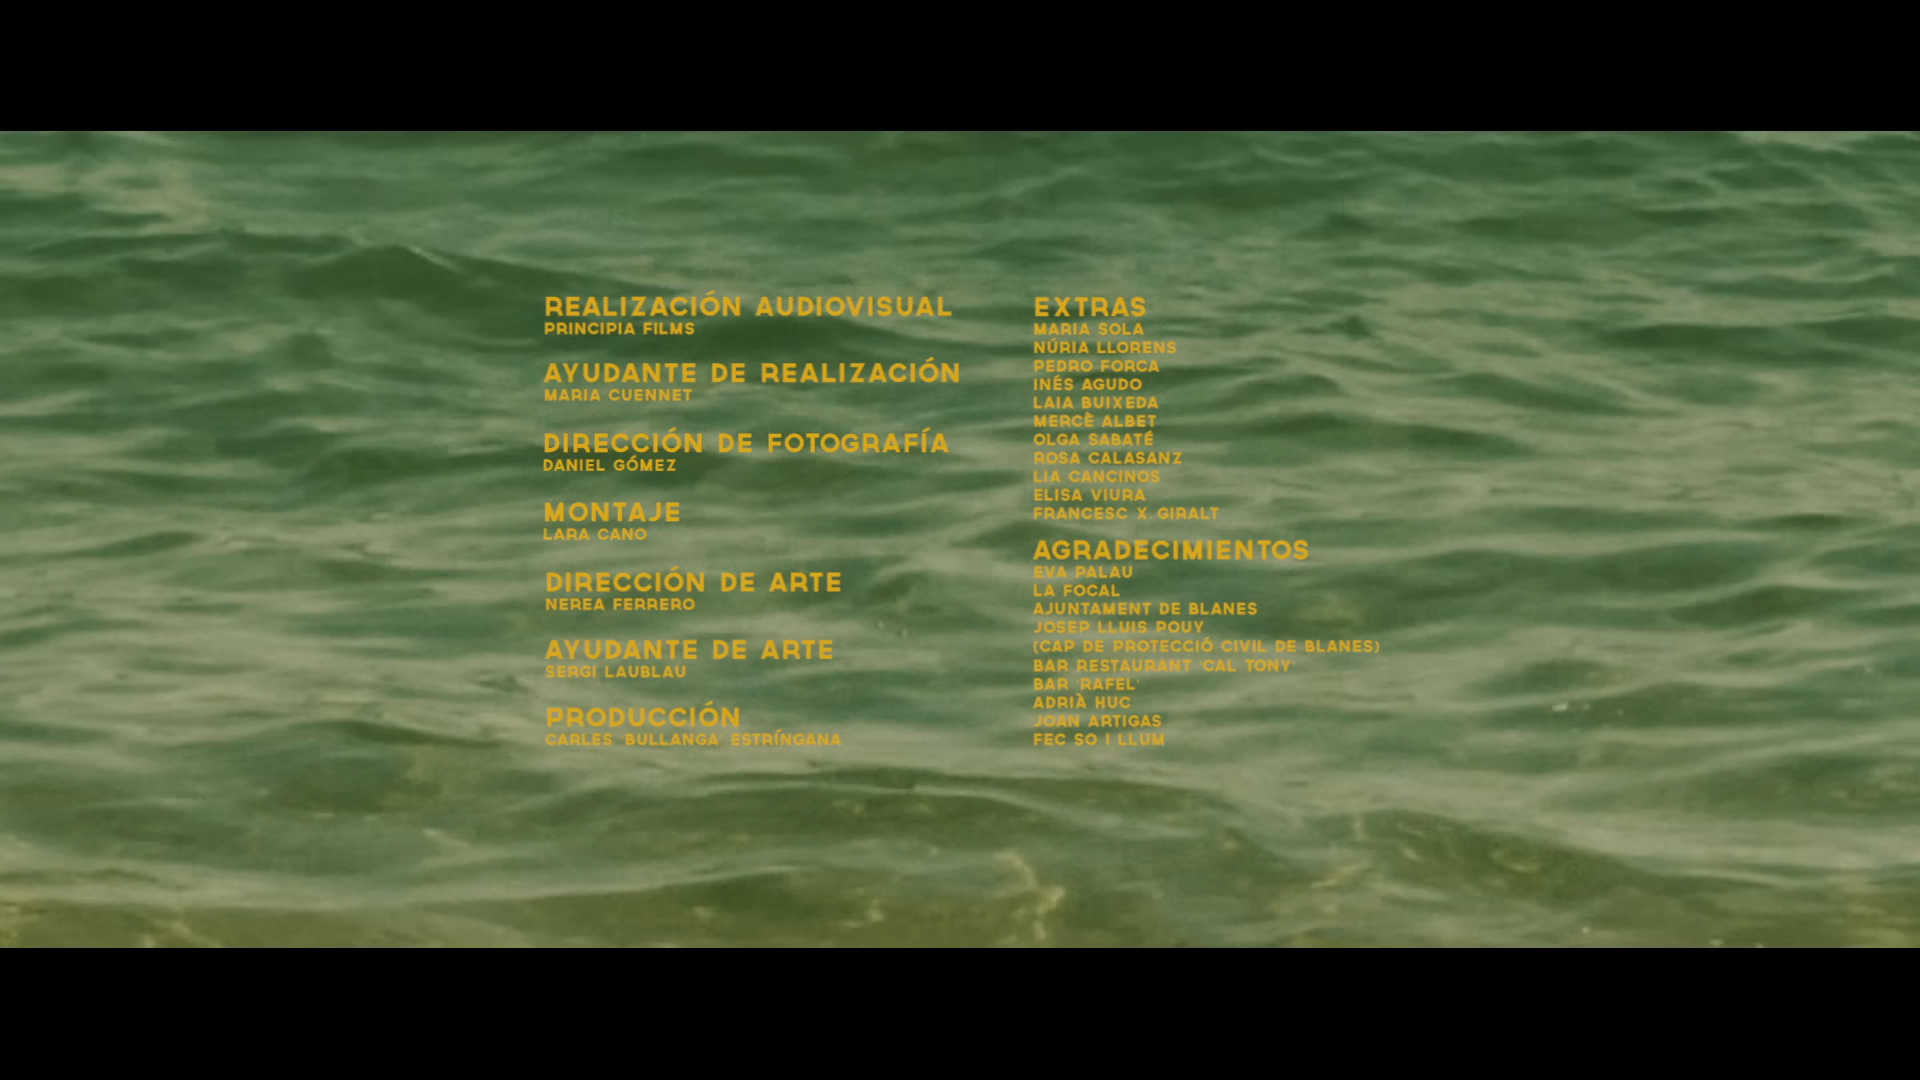 REALIZACIÓN AUDIOVISUAL
PRINCIPIA FILMS
AYUDANTE DE REALIZACIÓN
MARIA CUENNET
DIRECCIÓN DE FOTOGRAFÍA
DANIEL GÓMEZ
MONTAJE
LARA CANO
DIRECCIÓN DE ARTE
NEREA FERRERO
AYUDANTE DE ARTE
SERGI LAUBLAU
PRODUCCIÓN
CARLES 'BULLANGA' ESTRÍNGANA
EXTRAS
MARIA SOLA
NÚRIA LLORENS
PEDRO FORCA
INÉS AGUDO
LAIA BUIXEDA
MERCÈ ALBET
OLGA SABATÉ
ROSA CALASANZ
LIA CANCINOS
ELISA VIURA
FRANCESC X. GIRALT
AGRADECIMIENTOS
EVA PALAU
LA FOCAL
AJUNTAMENT DE BLANES
JOSEP LLUIS POUY
(CAP DE PROTECCIÓ CIVIL DE BLANES)
BAR RESTAURANT 'CAL TONY'
BAR 'RAFEL'
ADRIÀ HUC
JOAN ARTIGAS
FEC SO I LLUM